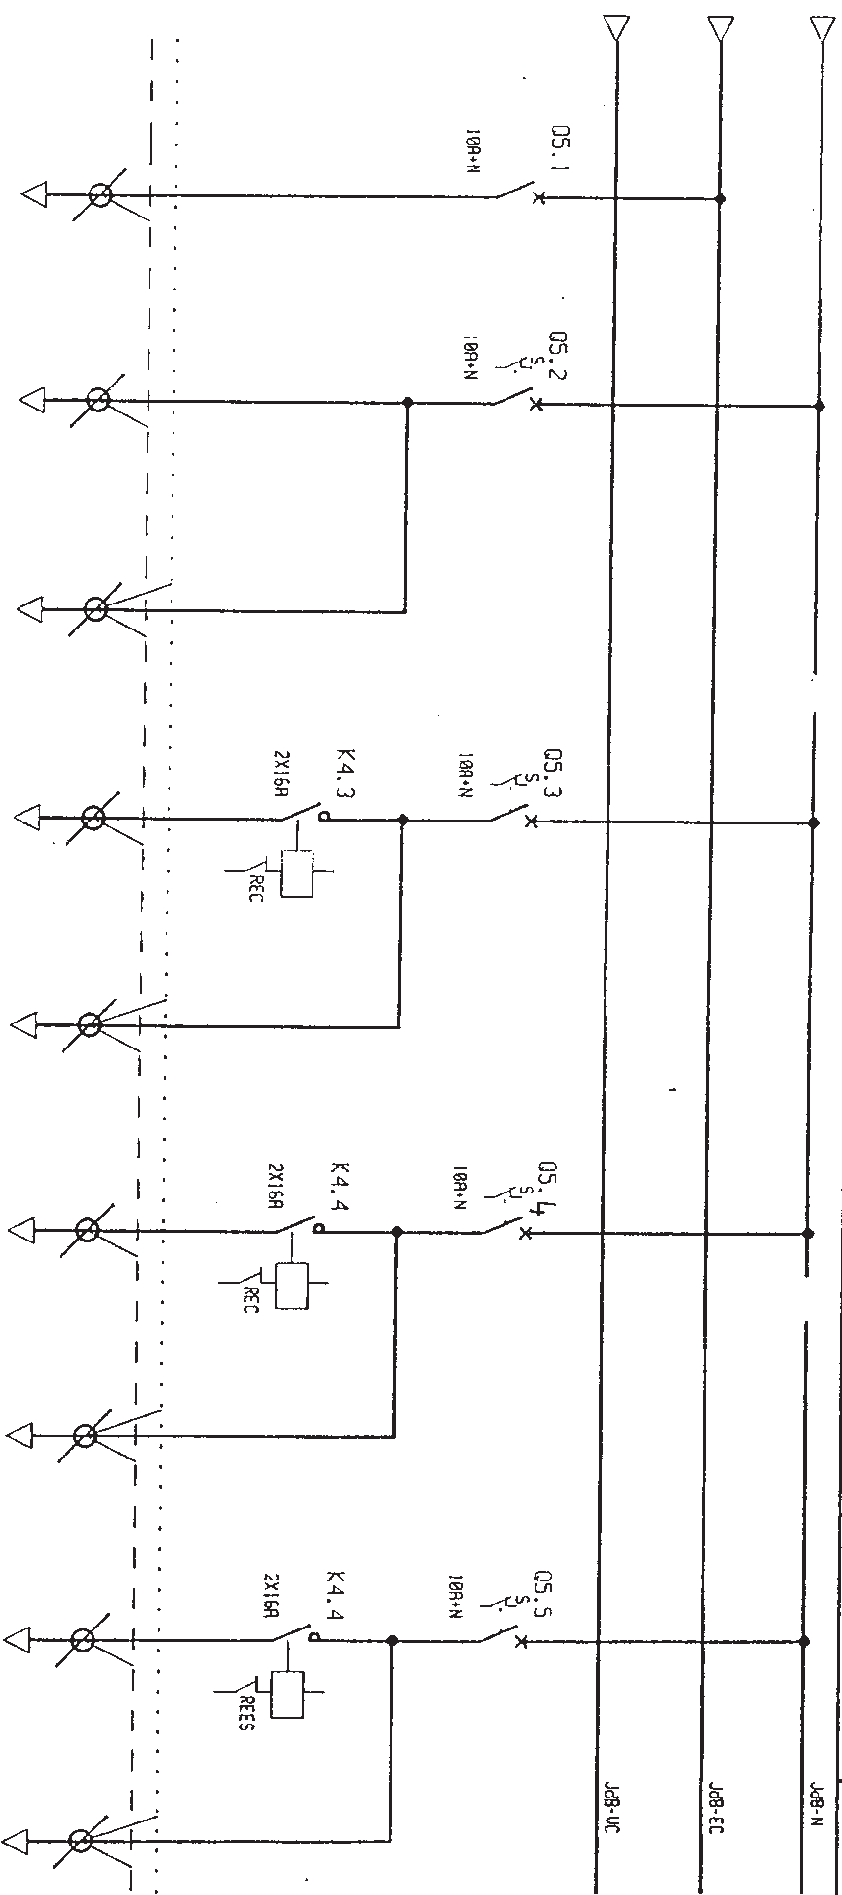 Q5.1
10A+N
Q5.2
S
10A+N
Q5.3
S
10A+N
K4.3
2X16A
REC
Q5.4
S
10A+N
K4.4
2X16A
REC
Q5.5
S
10A+N
K4.4
2X16A
REES
JdB-VC
JdB-EC
JdB-N